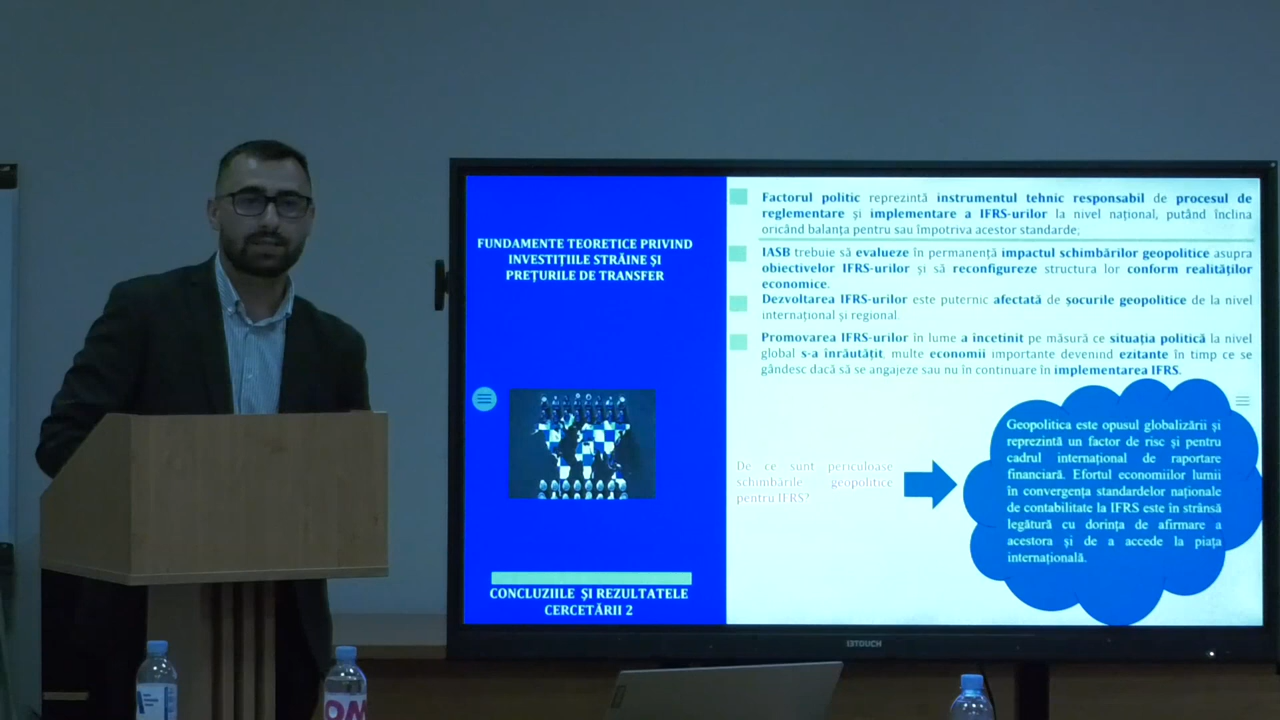 FUNDAMENTE TEORETICE PRIVIND
INVESTIȚIILE STRĂINE ȘI
PREȚURILE DE TRANSFER
CONCLUZIILE ȘI REZULTATELE
CERCETĂRII 2
Factorul politic reprezintă instrumentul tehnic responsabil de procesul de
reglementare și implementare a IFRS-urilor la nivel național, putând înclina
oricând balanța pentru sau împotriva acestor standarde;
IASB trebuie să evalueze în permanență impactul schimbărilor geopolitice asupra
obiectivelor IFRS-urilor și să reconfigureze structura lor conform realităților
economice.
Dezvoltarea IFRS-urilor este puternic afectată de șocurile geopolitice de la nivel
internațional și regional.
Promovarea IFRS-urilor în lume a încetinit pe măsură ce situația politică la nivel
global s-a înrăutățit, multe economii importante devenind ezitante în timp ce se
gândesc dacă să se angajeze sau nu în continuare în implementarea IFRS.
De ce sunt periculoase
schimbările geopolitice
pentru IFRS?
Geopolitica este opusul globalizării și
reprezintă un factor de risc și pentru
cadrul internațional de raportare
financiară. Efortul economiilor lumii
în convergența standardelor naționale
de contabilitate la IFRS este în strânsă
legătură cu dorința de afirmare a
acestora și de a accede la piața
internațională.
OM